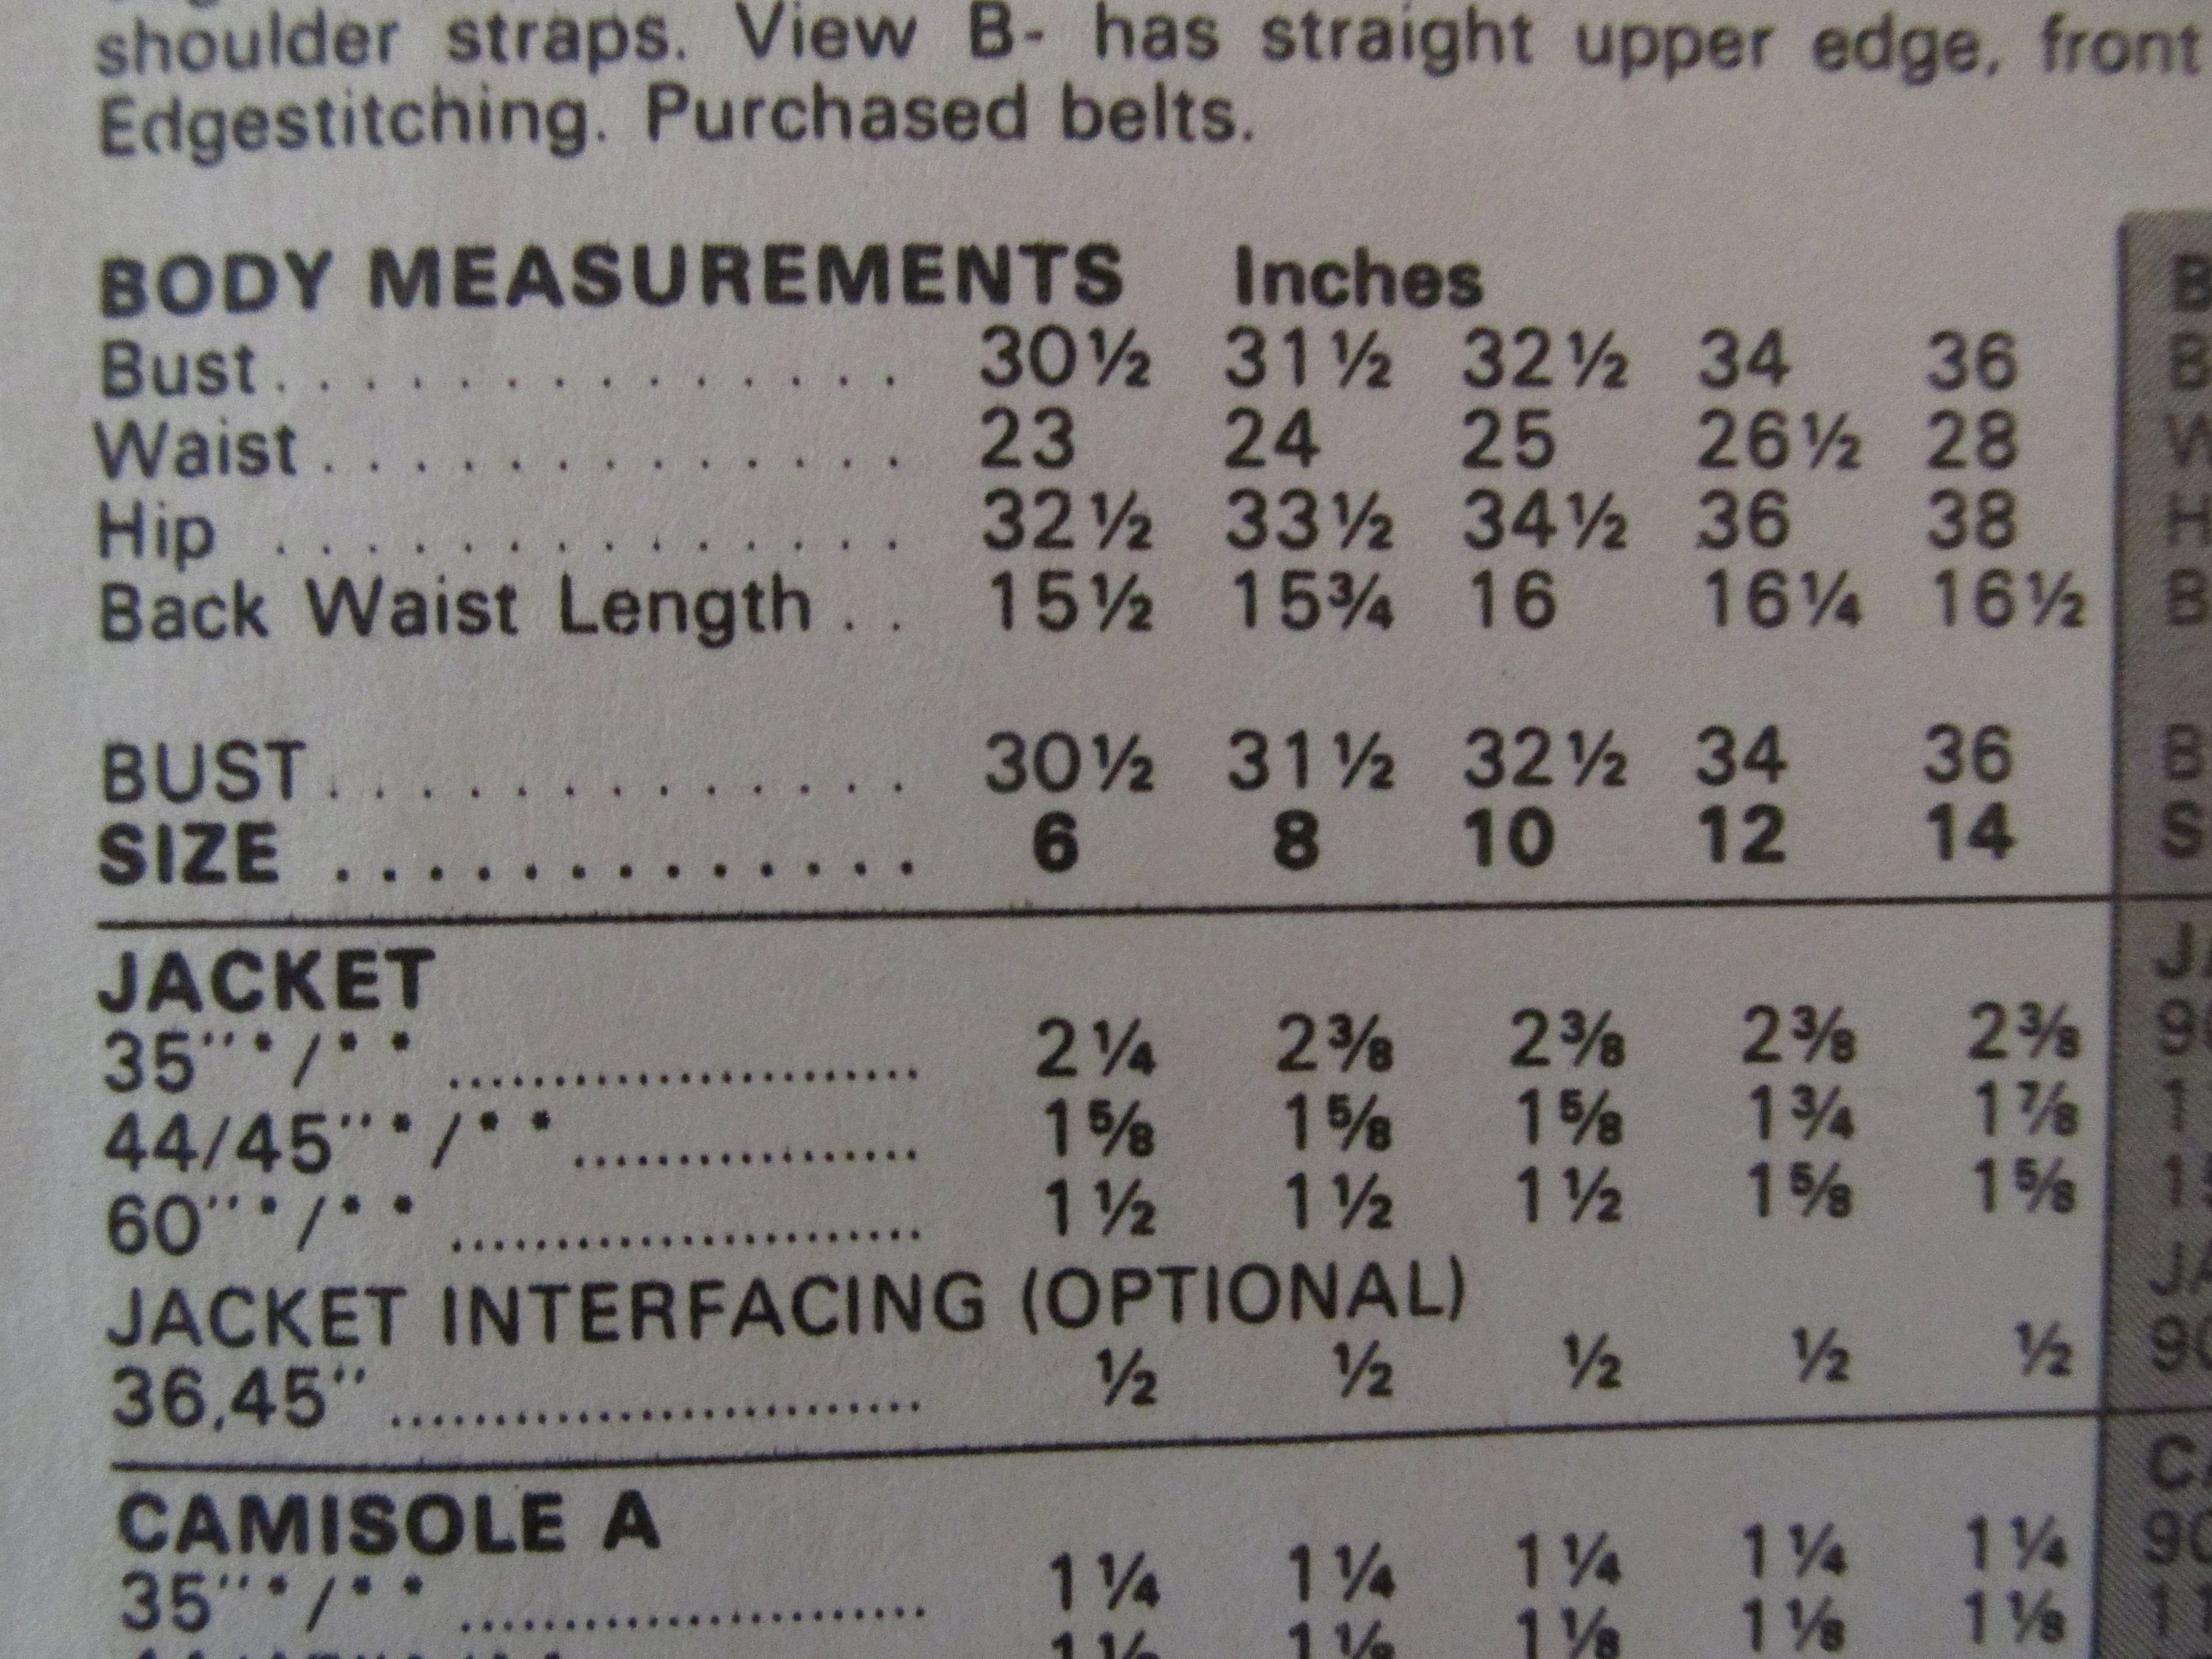 shoulder straps. View B- has straight upper edge, front
Edgestitching. Purchased belts.
BODY MEASUREMENTS Inches
Bust............... 30½ 31½ 32½ 34 36
Waist............. 23 24 25 26½ 28
Hip .............. 32½ 33½ 34½ 36 38
Back Waist Length .. 15½ 15¾ 16 16¼ 16½
BUST.............. 30½ 31½ 32½ 34 36
SIZE ............... 6 8 10 12 14
JACKET
35"*/** ....................... 2¼ 2⅜ 2⅜ 2⅜ 2⅜
44/45"*/** ................. 1⅝ 1⅝ 1⅝ 1¾ 1⅞
60"*/** ....................... 1½ 1½ 1½ 1⅝ 1⅝
JACKET INTERFACING (OPTIONAL)
36,45" .......................... ½ ½ ½ ½ ½
CAMISOLE A
35"*/** ....................... 1¼ 1¼ 1¼ 1¼ 1¼
1⅛ 1⅛ 1⅛